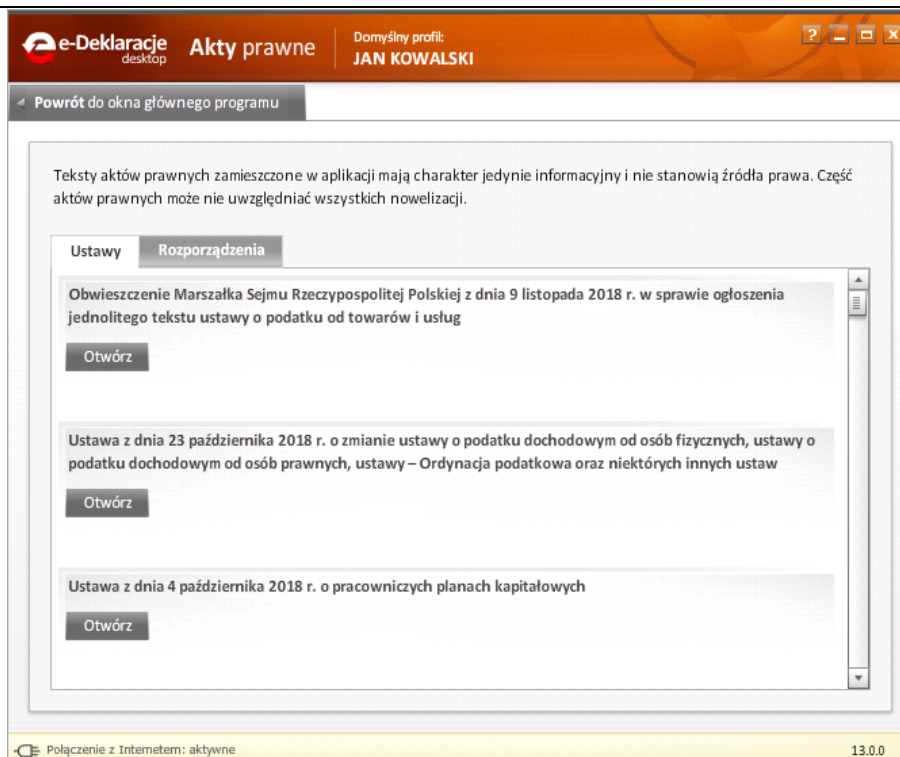 e-Deklaracje
desktop
Akty prawne
Domyślny profil:
JAN KOWALSKI
?
Powrót do okna głównego programu
Teksty aktów prawnych zamieszczone w aplikacji mają charakter jedynie informacyjny i nie stanowią źródła prawa. Część
aktów prawnych może nie uwzględniać wszystkich nowelizacji.
Ustawy
Rozporządzenia
Obwieszczenie Marszałka Sejmu Rzeczypospolitej Polskiej z dnia 9 listopada 2018 r. w sprawie ogłoszenia
jednolitego tekstu ustawy o podatku od towarów i usług
Otwórz
Ustawa z dnia 23 października 2018 r. o zmianie ustawy o podatku dochodowym od osób fizycznych, ustawy o
podatku dochodowym od osób prawnych, ustawy – Ordynacja podatkowa oraz niektórych innych ustaw
Otwórz
Ustawa z dnia 4 października 2018 r. o pracowniczych planach kapitałowych
Otwórz
Połączenie z Internetem: aktywne
13.0.0